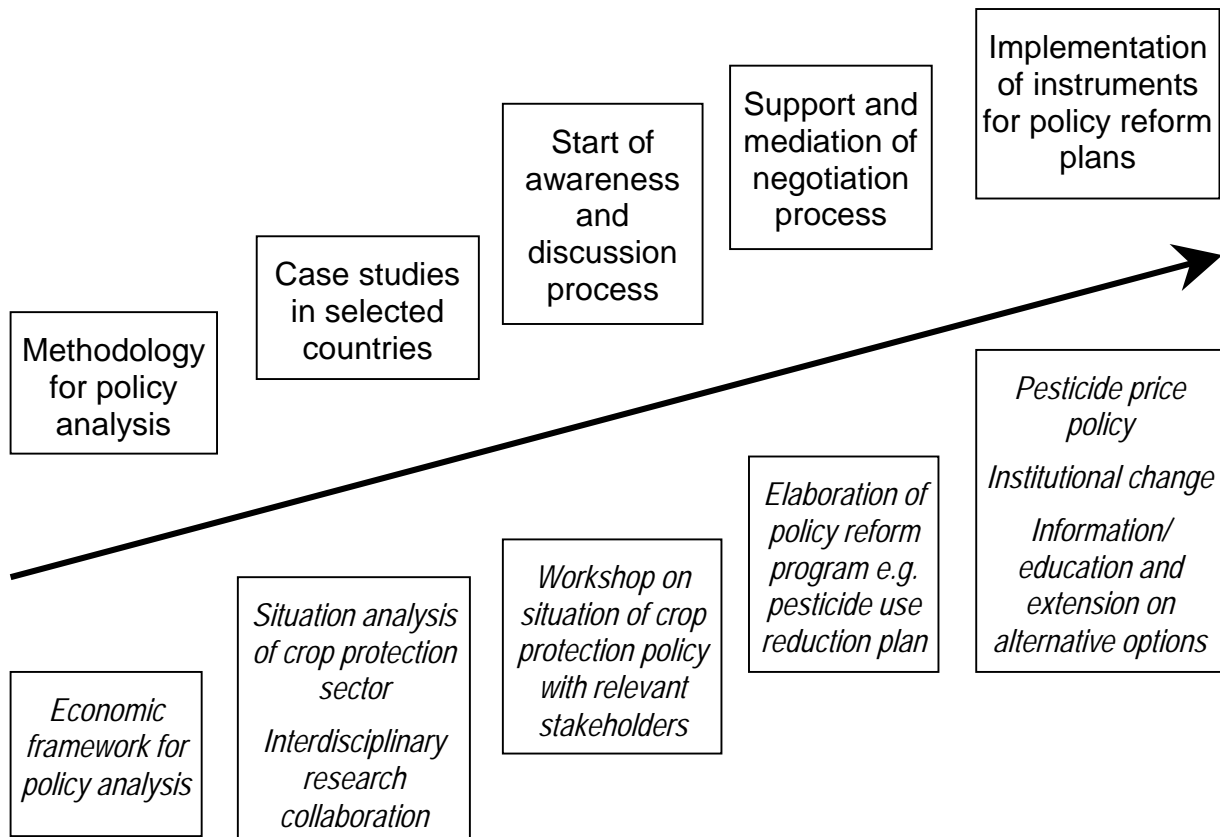 Methodology
for policy
analysis
Case studies
in selected
countries
Start of
awareness
and
discussion
process
Support and
mediation of
negotiation
process
Implementation
of instruments
for policy reform
plans
Economic
framework for
policy analysis
Situation analysis
of crop protection
sector
Interdisciplinary
research
collaboration
Workshop on
situation of crop
protection policy
with relevant
stakeholders
Elaboration of
policy reform
program e.g.
pesticide use
reduction plan
Pesticide price
policy
Institutional change
Information/
education and
extension on
alternative options